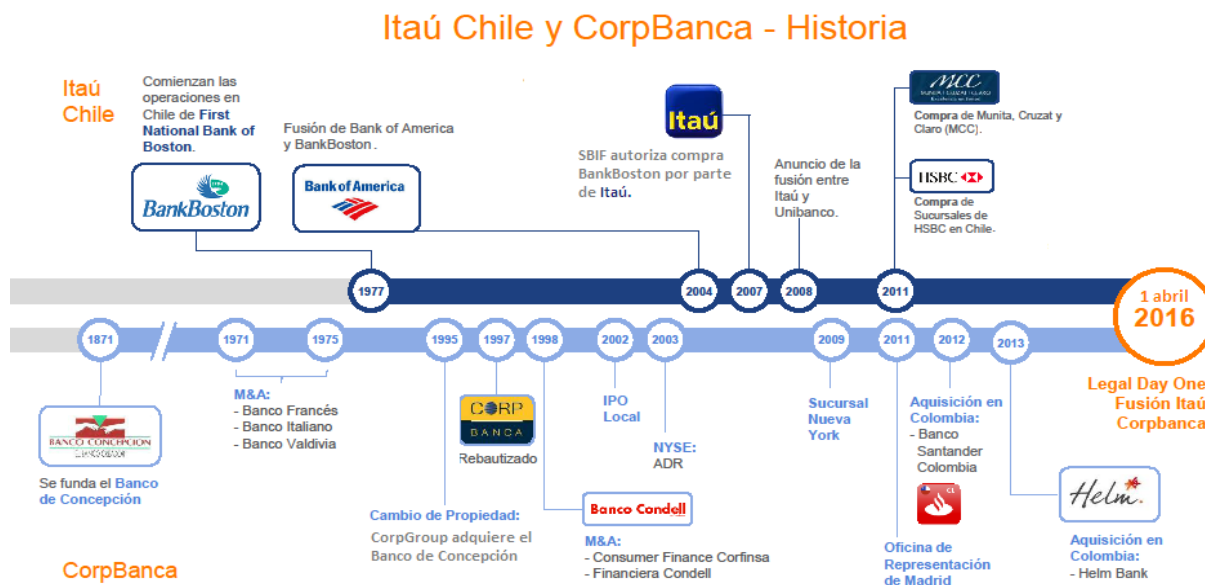 Itaú Chile y CorpBanca - Historia
Itaú
Chile
Comienzan las
operaciones en
Chile de First
National Bank of
Boston.
BankBoston
Fusión de Bank of America
y BankBoston.
Bank of America
Itaú
SBIF autoriza compra
BankBoston por parte
de Itaú.
Anuncio de la
fusión entre
Itaú y
Unibanco.
MCC
MUNITA | CRUZAT | CLARO
Compra de Munita, Cruzat y
Claro (MCC).
HSBC
Compra de
Sucursales de
HSBC en Chile.
1977
2004
2007
2008
2011
1 abril
2016
1871
1971
1975
1995
1997
1998
2002
2003
2009
2011
2012
2013
Legal Day One
Fusión Itaú
Corpbanca
BANCO CONCEPCION
Se funda el Banco
de Concepción
M&A:
- Banco Francés
- Banco Italiano
- Banco Valdivia
Cambio de Propiedad:
CorpGroup adquiere el
Banco de Concepción
CORP
BANCA
Rebautizado
Banco Condell
M&A:
- Consumer Finance Corfinsa
- Financiera Condell
IPO
Local
NYSE:
ADR
Sucursal
Nueva
York
Oficina de
Representación
de Madrid
Aquisición en
Colombia:
- Banco
Santander
Colombia
Helm.
Aquisición en
Colombia:
- Helm Bank
CorpBanca